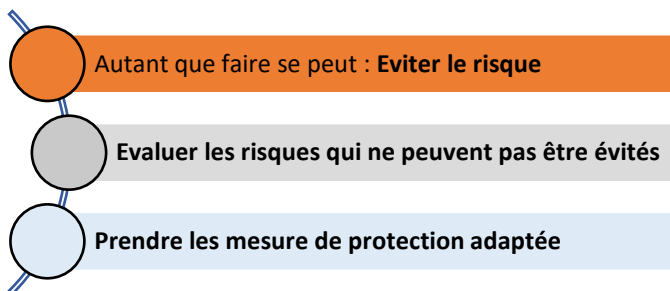 Autant que faire se peut : Eviter le risque
Evaluer les risques qui ne peuvent pas être évités
Prendre les mesure de protection adaptée